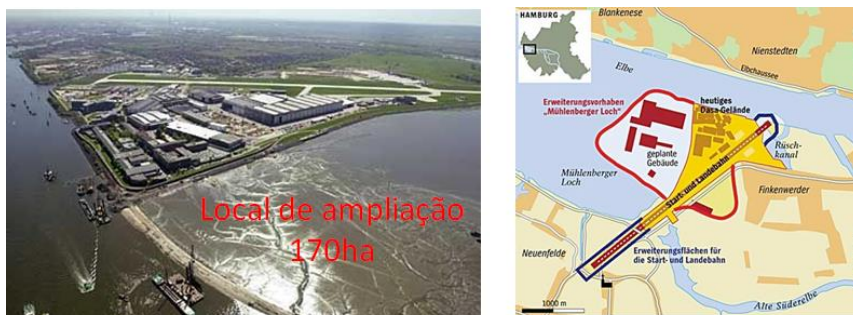 Local de ampliação
170ha
HAMBURG
Blankenese
Nienstedten
Elbe
Elbchaussee
Erweiterungsvorhaben
„Mühlenberger Loch“
heutiges
Dasa-Gelände
geplante
Gebäude
Rüsch-
kanal
Mühlenberger
Loch
Start- und Landebahn
Finkenwerder
Neuenfelde
Erweiterungsflächen für
die Start- und Landebahn
Alte Süderelbe
1000 m